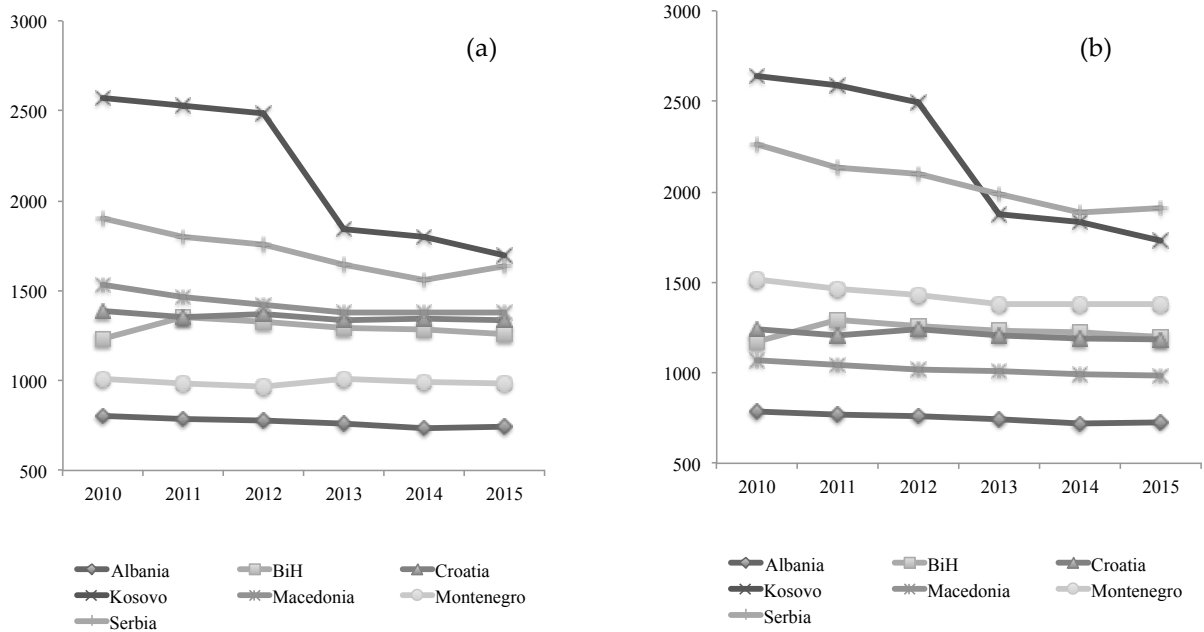 (a)
3000
2500
2000
1500
1000
500
2010 2011 2012 2013 2014 2015
Albania BiH Croatia
Kosovo Macedonia Montenegro
Serbia
(b)
3000
2500
2000
1500
1000
500
2010 2011 2012 2013 2014 2015
Albania BiH Croatia
Kosovo Macedonia Montenegro
Serbia